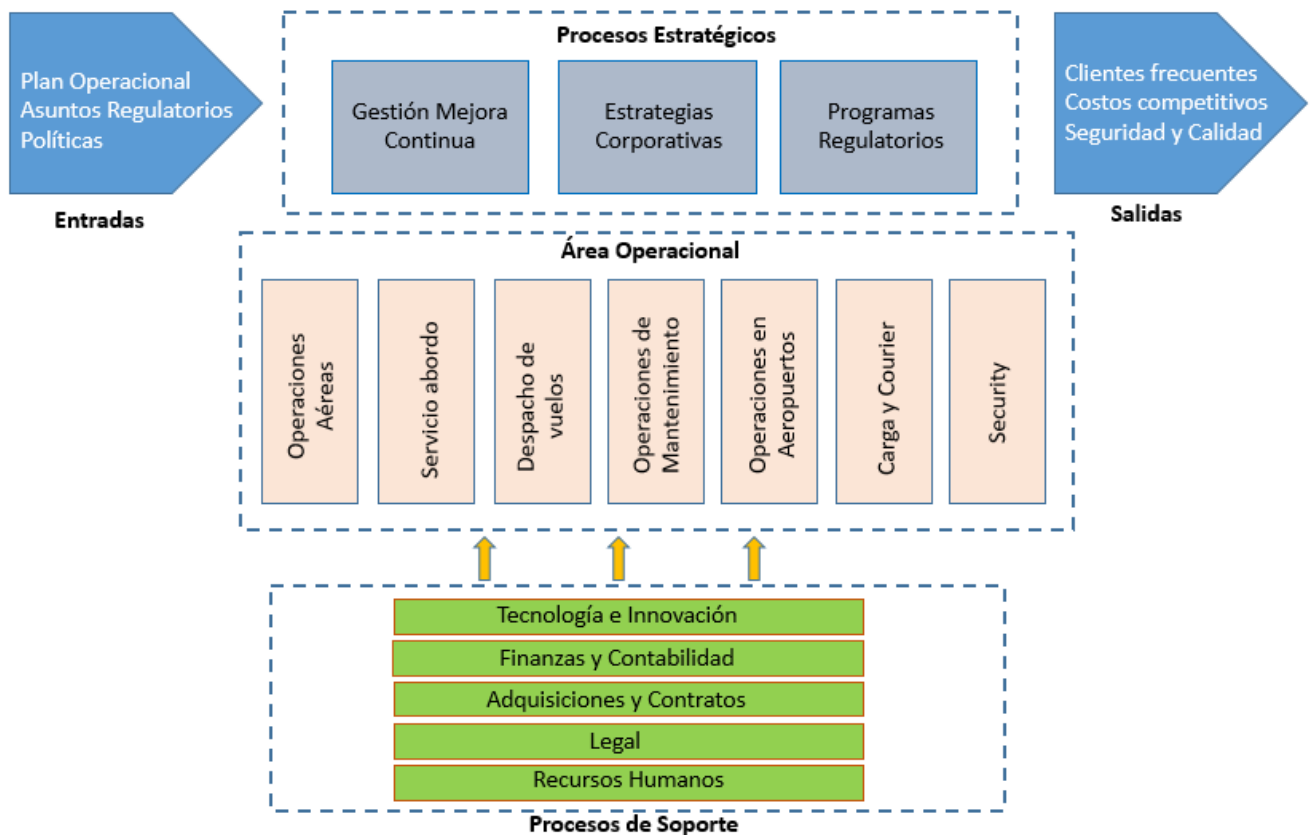 Plan Operacional
Asuntos Regulatorios
Políticas
Entradas
Procesos Estratégicos
Gestión Mejora
Continua
Estrategias
Corporativas
Programas
Regulatorios
Clientes frecuentes
Costos competitivos
Seguridad y Calidad
Salidas
Área Operacional
Operaciones
Aéreas
Servicio abordo
Despacho de
vuelos
Operaciones de
Mantenimiento
Operaciones en
Aeropuertos
Carga y Courier
Security
Tecnología e Innovación
Finanzas y Contabilidad
Adquisiciones y Contratos
Legal
Recursos Humanos
Procesos de Soporte